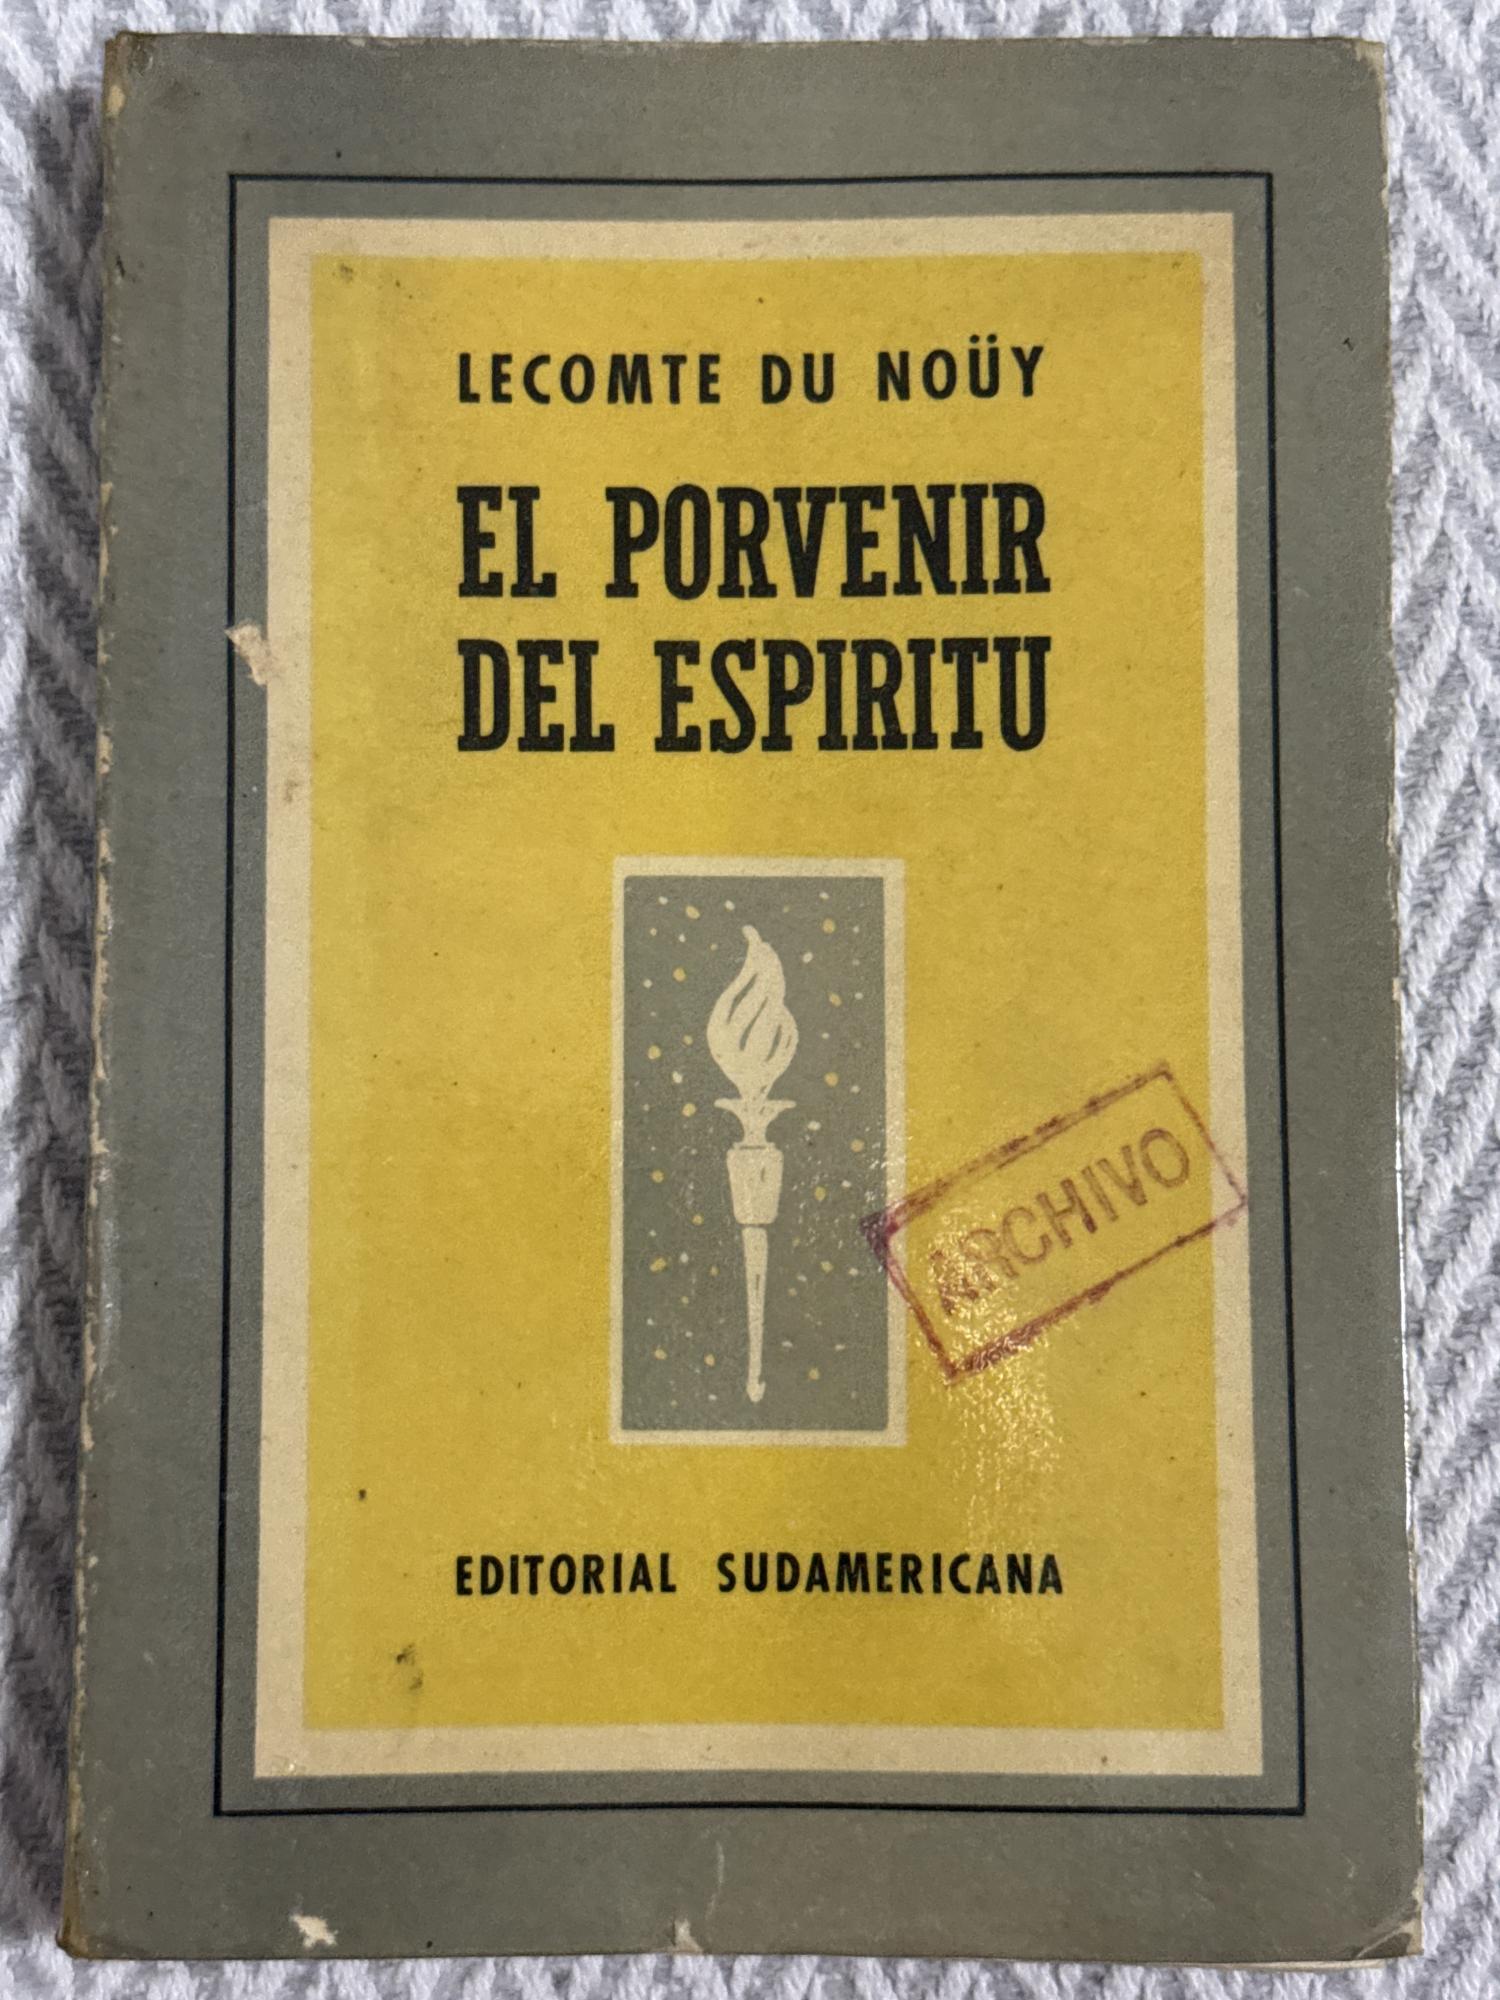 LECOMTE DU NOÜY
EL PORVENIR
DEL ESPIRITU
ARCHIVO
EDITORIAL SUDAMERICANA